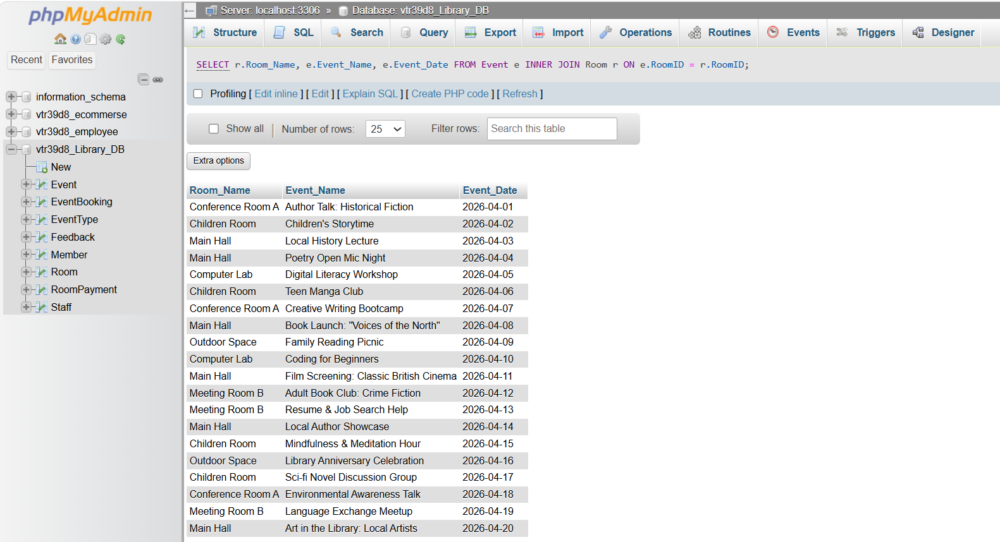 phpMyAdmin
Recent Favorites
information_schema
vtr39d8_ecommerse
vtr39d8_employee
vtr39d8_Library_DB
New
Event
EventBooking
EventType
Feedback
Member
Room
RoomPayment
Staff
← Server: localhost:3306 » Database: vtr39d8_Library_DB
Structure SQL Search Query Export Import Operations Routines Events Triggers Designer
SELECT r.Room_Name, e.Event_Name, e.Event_Date FROM Event e INNER JOIN Room r ON e.RoomID = r.RoomID;
Profiling [ Edit inline ] [ Edit ] [ Explain SQL ] [ Create PHP code ] [ Refresh ]
Show all | Number of rows: 25 Filter rows: Search this table
Extra options
Room_Name Event_Name Event_Date
Conference Room A Author Talk: Historical Fiction 2026-04-01
Children Room Children's Storytime 2026-04-02
Main Hall Local History Lecture 2026-04-03
Main Hall Poetry Open Mic Night 2026-04-04
Computer Lab Digital Literacy Workshop 2026-04-05
Children Room Teen Manga Club 2026-04-06
Conference Room A Creative Writing Bootcamp 2026-04-07
Main Hall Book Launch: "Voices of the North" 2026-04-08
Outdoor Space Family Reading Picnic 2026-04-09
Computer Lab Coding for Beginners 2026-04-10
Main Hall Film Screening: Classic British Cinema 2026-04-11
Meeting Room B Adult Book Club: Crime Fiction 2026-04-12
Meeting Room B Resume & Job Search Help 2026-04-13
Main Hall Local Author Showcase 2026-04-14
Children Room Mindfulness & Meditation Hour 2026-04-15
Outdoor Space Library Anniversary Celebration 2026-04-16
Children Room Sci-fi Novel Discussion Group 2026-04-17
Conference Room A Environmental Awareness Talk 2026-04-18
Meeting Room B Language Exchange Meetup 2026-04-19
Main Hall Art in the Library: Local Artists 2026-04-20